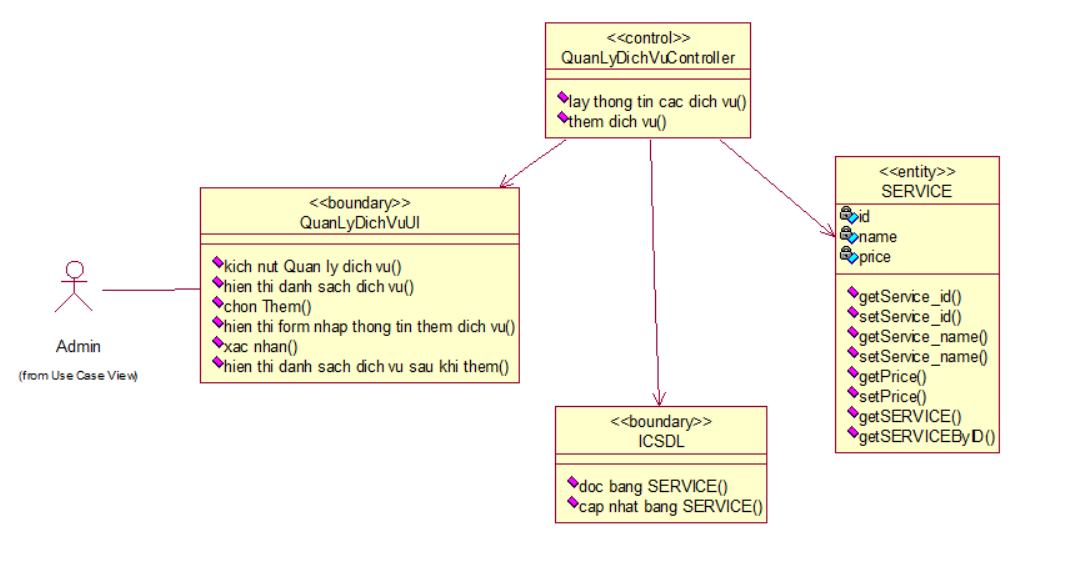 <<control>>
QuanLyDichVuController
lay thong tin cac dich vu()
them dich vu()
<<boundary>>
QuanLyDichVuUI
kich nut Quan ly dich vu()
hien thi danh sach dich vu()
chon Them()
hien thi form nhap thong tin them dich vu()
xac nhan()
hien thi danh sach dich vu sau khi them()
Admin
(from Use Case View)
<<entity>>
SERVICE
id
name
price
getService_id()
setService_id()
getService_name()
setService_name()
getPrice()
setPrice()
getSERVICE()
getSERVICEByID()
<<boundary>>
ICSDL
doc bang SERVICE()
cap nhat bang SERVICE()